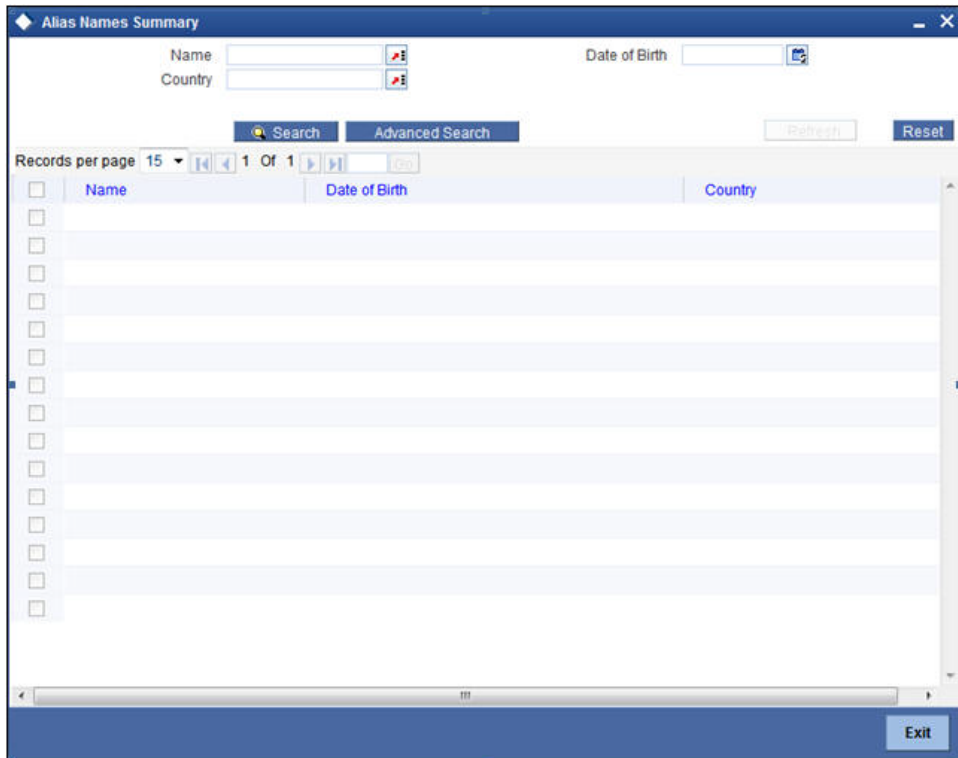 Alias Names Summary
Name
Date of Birth
Country
Search
Advanced Search
Refresh
Reset
Records per page 15 1 Of 1 Go
Name
Date of Birth
Country
Exit